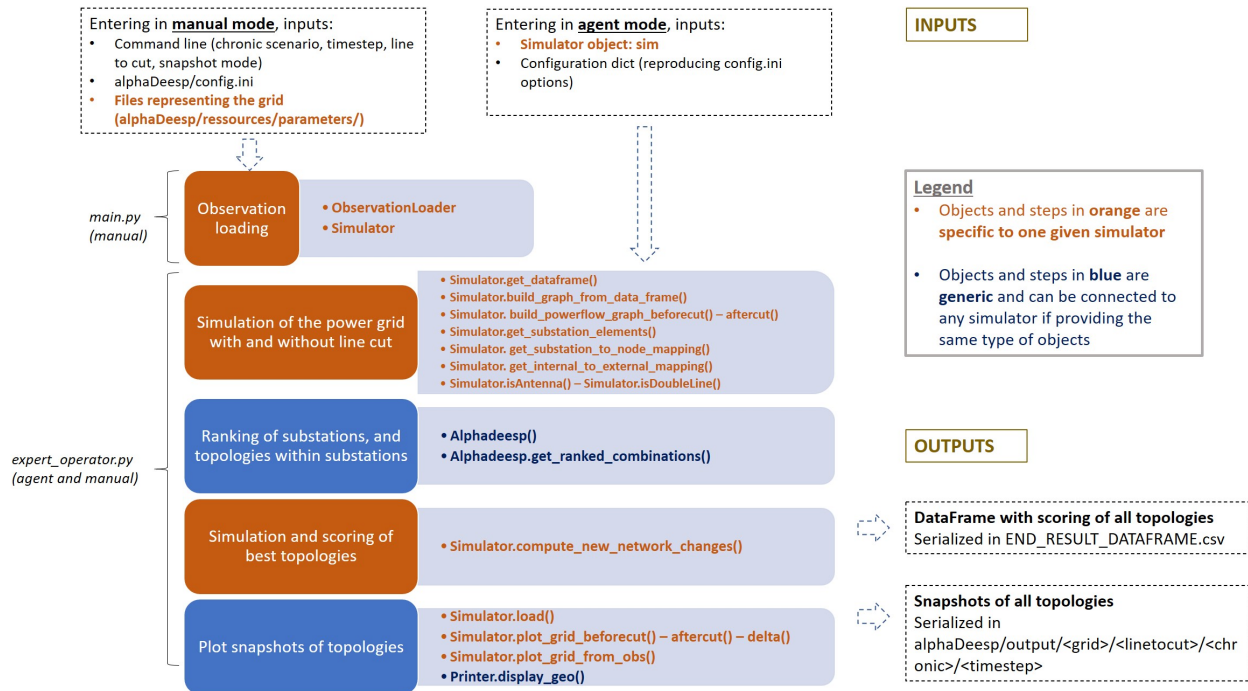 Entering in manual mode, inputs:
• Command line (chronic scenario, timestep, line
to cut, snapshot mode)
• alphaDeesp/config.ini
• Files representing the grid
(alphaDeesp/ressources/parameters/)
Entering in agent mode, inputs:
• Simulator object: sim
• Configuration dict (reproducing config.ini
options)
INPUTS
main.py
(manual)
Observation
loading
• ObservationLoader
• Simulator
Legend
• Objects and steps in orange are
specific to one given simulator
• Objects and steps in blue are
generic and can be connected to
any simulator if providing the
same type of objects
expert_operator.py
(agent and manual)
Simulation of the power grid
with and without line cut
• Simulator.get_dataframe()
• Simulator.build_graph_from_data_frame()
• Simulator. build_powerflow_graph_beforecut() – aftercut()
• Simulator.get_substation_elements()
• Simulator. get_substation_to_node_mapping()
• Simulator. get_internal_to_external_mapping()
• Simulator.isAntenna() – Simulator.isDoubleLine()
Ranking of substations, and
topologies within substations
• Alphadeesp()
• Alphadeesp.get_ranked_combinations()
OUTPUTS
Simulation and scoring of
best topologies
• Simulator.compute_new_network_changes()
DataFrame with scoring of all topologies
Serialized in END_RESULT_DATAFRAME.csv
Plot snapshots of topologies
• Simulator.load()
• Simulator.plot_grid_beforecut() – aftercut() – delta()
• Simulator.plot_grid_from_obs()
• Printer.display_geo()
Snapshots of all topologies
Serialized in
alphaDeesp/output/<grid>/<linetocut>/<chr
onic>/<timestep>